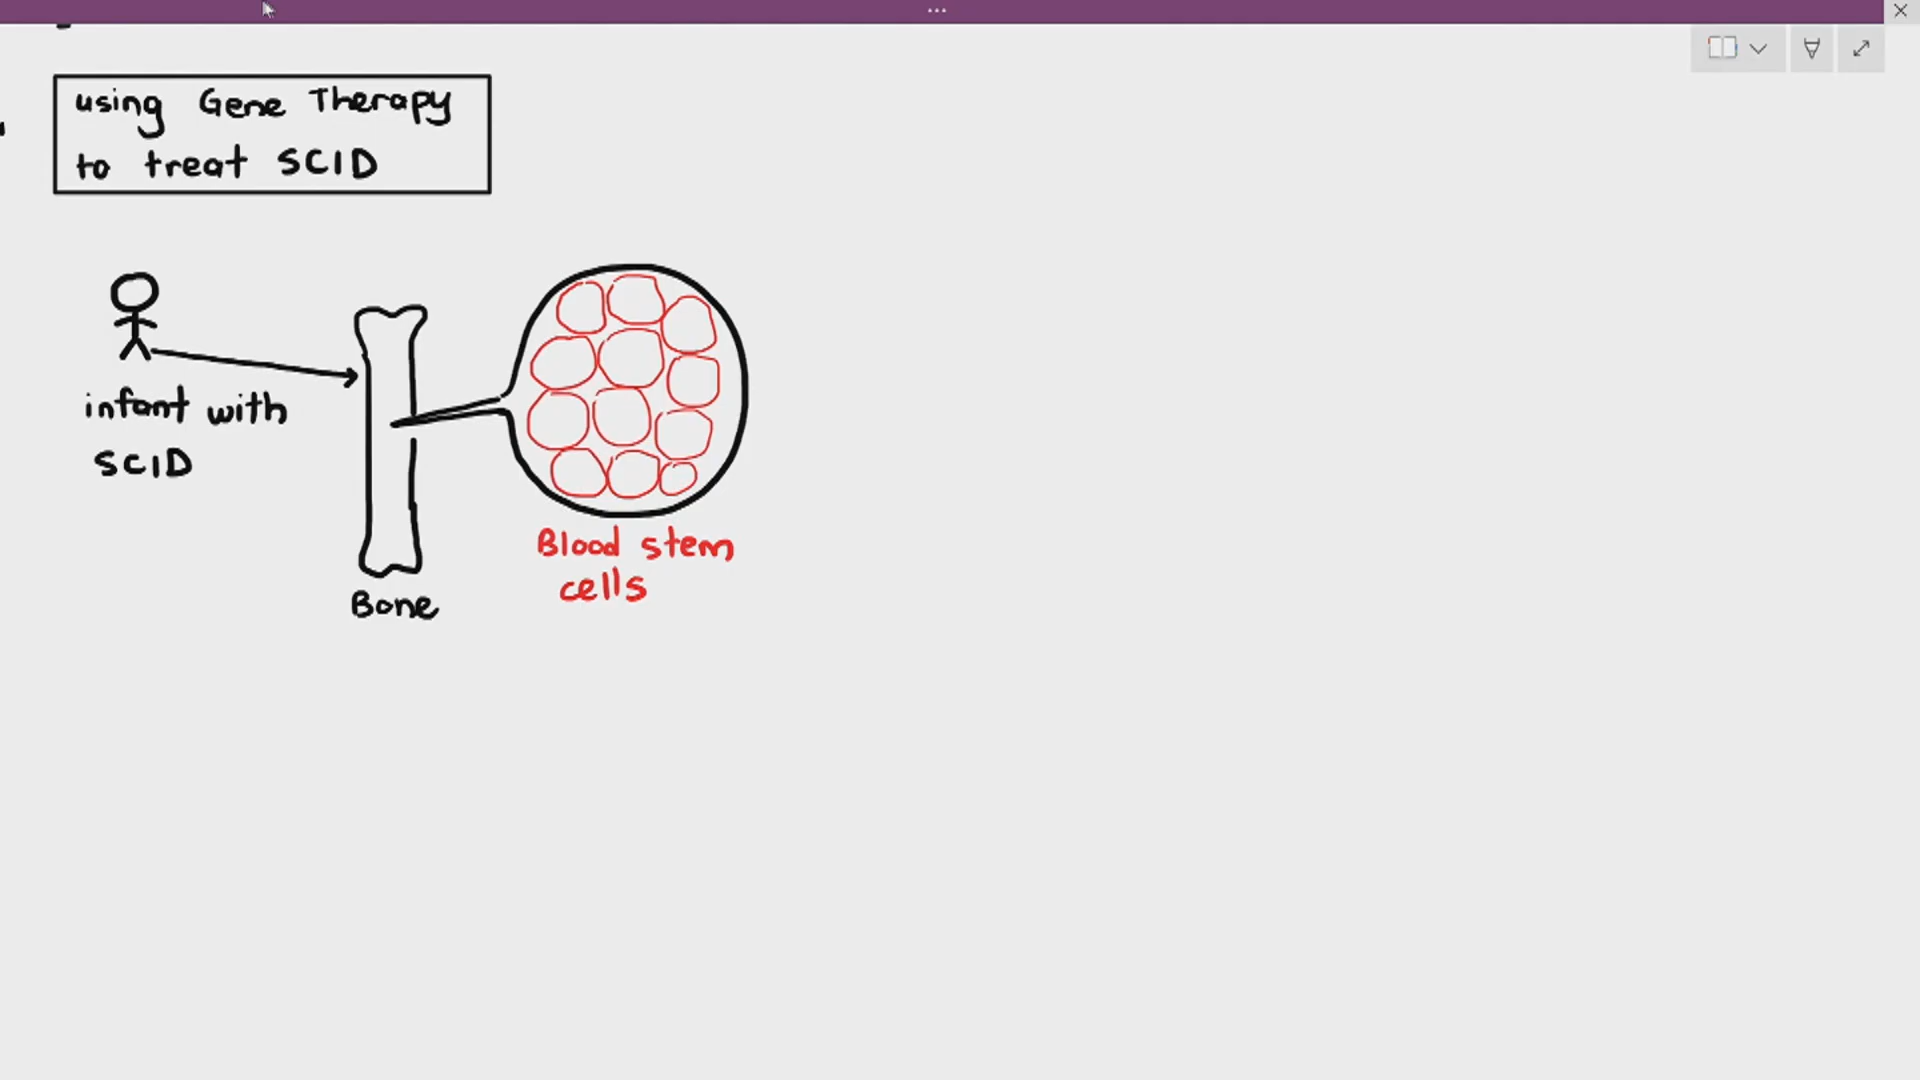 using Gene Therapy
to treat SCID
infant with
SCID
Bone
Blood stem
cells